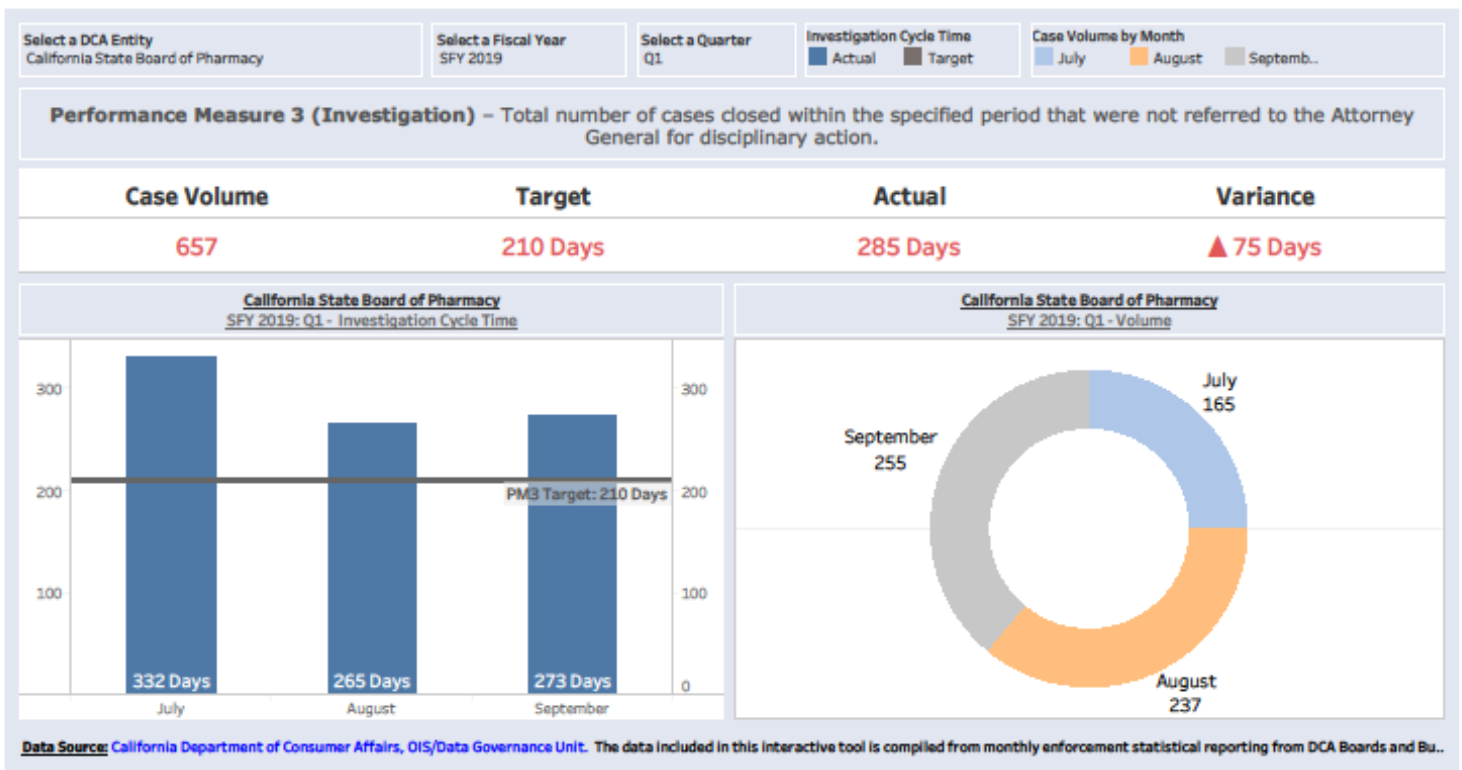 Select a DCA Entity
California State Board of Pharmacy
Select a Fiscal Year
SFY 2019
Select a Quarter
Q1
Investigation Cycle Time
Actual Target
Case Volume by Month
July August Septemb..
Performance Measure 3 (Investigation) – Total number of cases closed within the specified period that were not referred to the Attorney
General for disciplinary action.
Case Volume Target Actual Variance
657 210 Days 285 Days ▲ 75 Days
California State Board of Pharmacy
SFY 2019: Q1 - Investigation Cycle Time
300
200
100
300
200
100
0
PM3 Target: 210 Days
332 Days 265 Days 273 Days
July August September
California State Board of Pharmacy
SFY 2019: Q1 - Volume
July
165
September
255
August
237
Data Source: California Department of Consumer Affairs, OIS/Data Governance Unit. The data included in this interactive tool is compiled from monthly enforcement statistical reporting from DCA Boards and Bu..